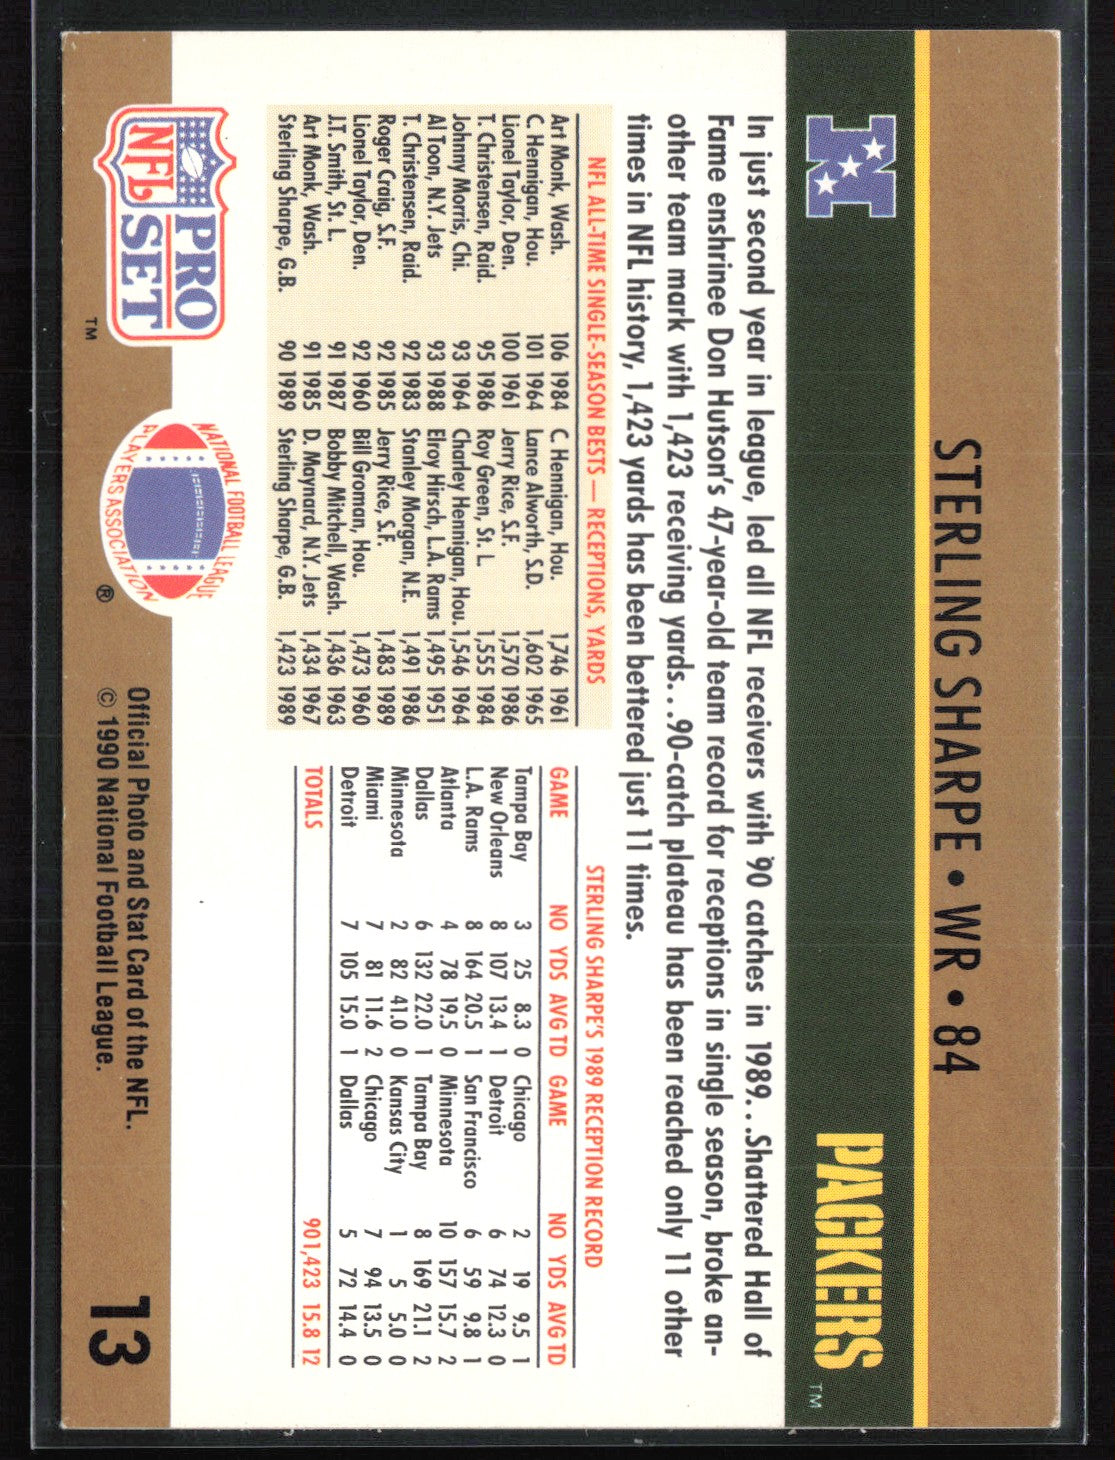 STERLING SHARPE • WR • 84
N
PACKERS
TM
In just second year in league, led all NFL receivers with 90 catches in 1989. . .Shattered Hall of
Fame enshrinee Don Hutson's 47-year-old team record for receptions in single season, broke an-
other team mark with 1,423 receiving yards. . .90-catch plateau has been reached only 11 other
times in NFL history, 1,423 yards has been bettered just 11 times.
NFL ALL-TIME SINGLE-SEASON BESTS — RECEPTIONS, YARDS
Art Monk, Wash. 106 1984 C. Hennigan, Hou. 1,746 1961
C. Hennigan, Hou. 101 1964 Lance Alworth, S.D. 1,602 1965
Lionel Taylor, Den. 100 1961 Jerry Rice, S.F. 1,570 1986
T. Christensen, Raid. 95 1986 Roy Green, St. L 1,555 1984
Johnny Morris, Chi. 93 1964 Charley Hennigan, Hou. 1,546 1964
Al Toon, N.Y. Jets 93 1988 Elroy Hirsch, L.A. Rams 1,495 1951
T. Christensen, Raid. 92 1983 Stanley Morgan, N.E. 1,491 1986
Roger Craig, S.F. 92 1985 Jerry Rice, S.F. 1,483 1989
Lionel Taylor, Den. 92 1960 Bill Groman, Hou. 1,473 1960
J.T. Smith, St. L. 91 1987 Bobby Mitchell, Wash. 1,436 1963
Art Monk, Wash. 91 1985 D. Maynard, N.Y. Jets 1,434 1967
Sterling Sharpe, G.B. 90 1989 Sterling Sharpe, G.B. 1,423 1989
STERLING SHARPE'S 1989 RECEPTION RECORD
GAME NO YDS AVG TD GAME NO YDS AVG TD
Tampa Bay 3 25 8.3 0 Chicago 2 19 9.5 1
New Orleans 8 107 13.4 1 Detroit 6 74 12.3 0
L.A. Rams 8 164 20.5 1 San Francisco 6 59 9.8 1
Atlanta 4 78 19.5 0 Minnesota 10 157 15.7 2
Dallas 6 132 22.0 1 Tampa Bay 8 169 21.1 2
Minnesota 2 82 41.0 0 Kansas City 1 5 5.0 0
Miami 7 81 11.6 2 Chicago 7 94 13.5 0
Detroit 7 105 15.0 1 Dallas 5 72 14.4 0
TOTALS 901,423 15.8 12
NFL PRO SET
TM
NATIONAL FOOTBALL LEAGUE
PLAYERS ASSOCIATION
®
Official Photo and Stat Card of the NFL.
© 1990 National Football League.
13